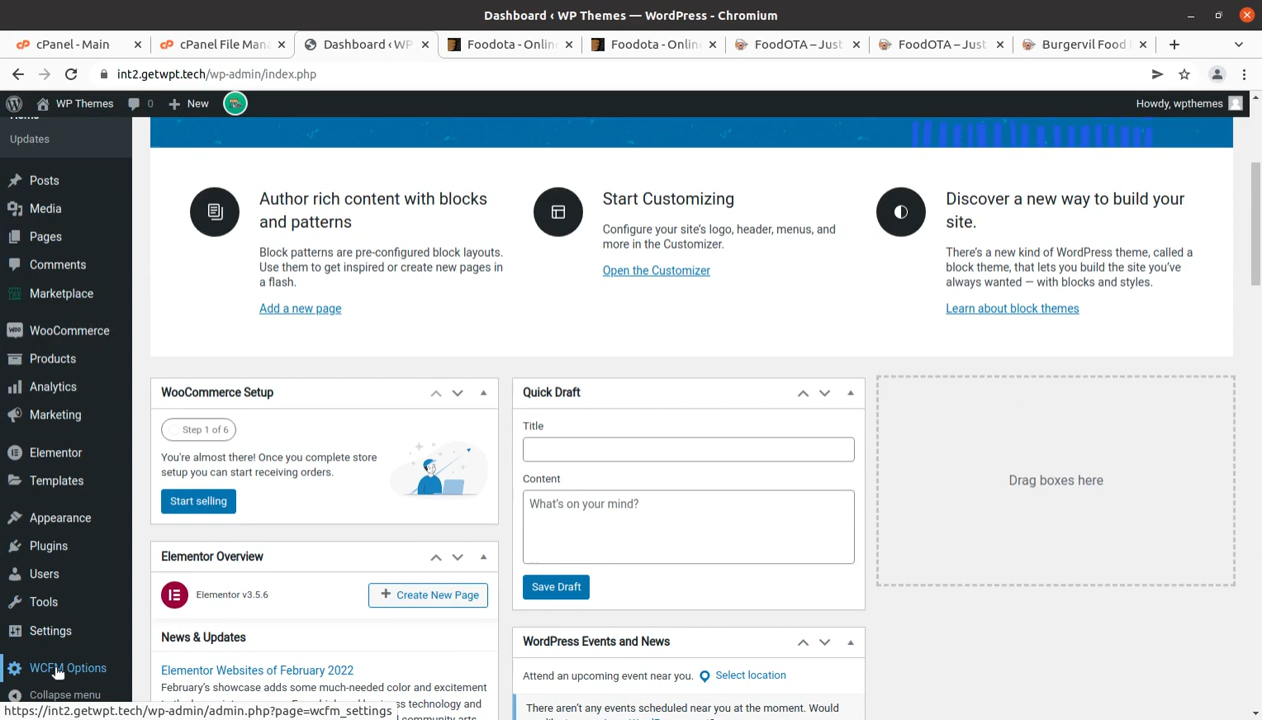 Dashboard ‹ WP Themes — WordPress - Chromium
cPanel - Main
cPanel File Man
Dashboard ‹ WP
Foodota - Onlin
Foodota - Onlin
FoodOTA – Just
FoodOTA – Just
Burgervil Food
int2.getwpt.tech/wp-admin/index.php
WP Themes
0
New
Howdy, wpthemes
Home
Updates
Posts
Media
Pages
Comments
Marketplace
WooCommerce
Products
Analytics
Marketing
Elementor
Templates
Appearance
Plugins
Users
Tools
Settings
WCFM Options
Collapse menu
Author rich content with blocks
and patterns
Block patterns are pre-configured block layouts.
Use them to get inspired or create new pages in
a flash.
Add a new page
Start Customizing
Configure your site's logo, header, menus, and
more in the Customizer.
Open the Customizer
Discover a new way to build your
site.
There's a new kind of WordPress theme, called a
block theme, that lets you build the site you've
always wanted — with blocks and styles.
Learn about block themes
WooCommerce Setup
Step 1 of 6
You're almost there! Once you complete store
setup you can start receiving orders.
Start selling
Elementor Overview
Elementor v3.5.6
Create New Page
News & Updates
Elementor Websites of February 2022
February's showcase adds some much-needed color and excitement
Quick Draft
Title
Content
What's on your mind?
Save Draft
WordPress Events and News
Attend an upcoming event near you.
Select location
There aren't any events scheduled near you at the moment. Would
Drag boxes here
https://int2.getwpt.tech/wp-admin/admin.php?page=wcfm_settings